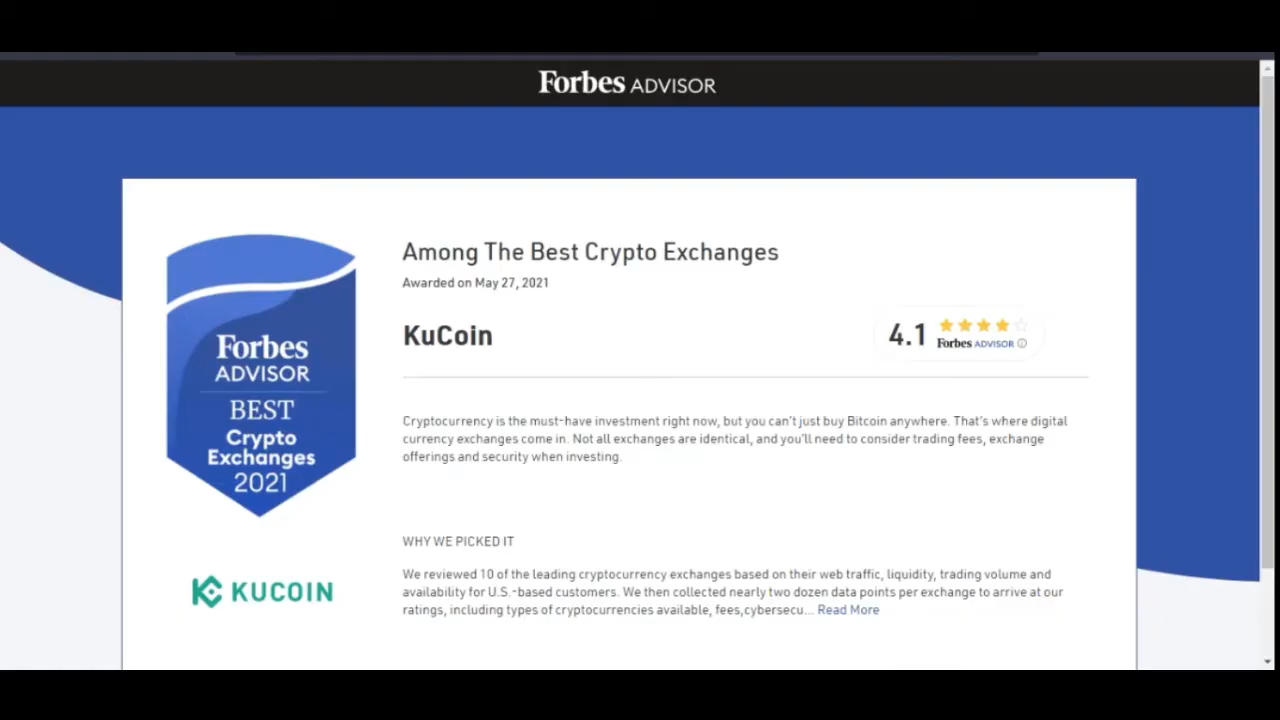 Forbes ADVISOR
Among The Best Crypto Exchanges
Awarded on May 27, 2021
KuCoin
4.1
Forbes ADVISOR
Forbes
ADVISOR
BEST
Crypto
Exchanges
2021
KUCOIN
Cryptocurrency is the must-have investment right now, but you can't just buy Bitcoin anywhere. That's where digital
currency exchanges come in. Not all exchanges are identical, and you'll need to consider trading fees, exchange
offerings and security when investing.
WHY WE PICKED IT
We reviewed 10 of the leading cryptocurrency exchanges based on their web traffic, liquidity, trading volume and
availability for U.S.-based customers. We then collected nearly two dozen data points per exchange to arrive at our
ratings, including types of cryptocurrencies available, fees,cybersecu... Read More